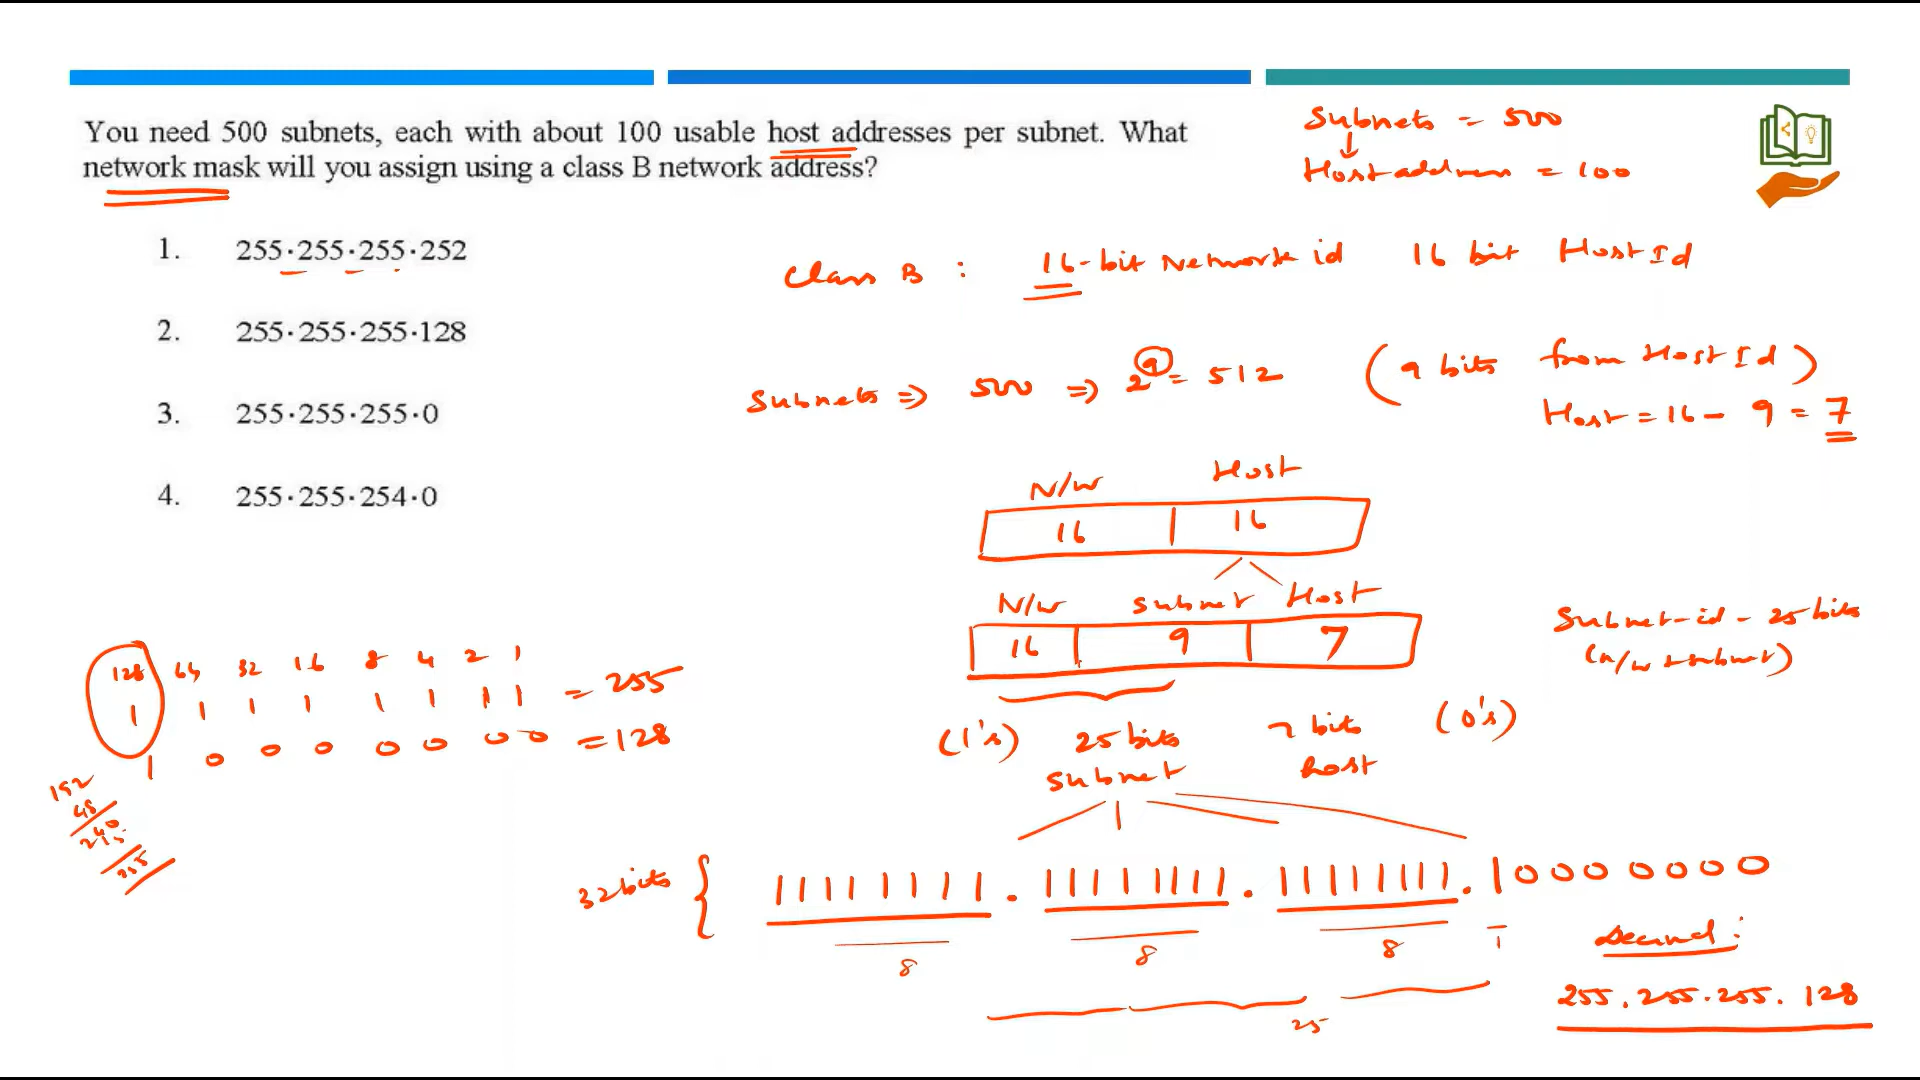 You need 500 subnets, each with about 100 usable host addresses per subnet. What
network mask will you assign using a class B network address?
1. 255·255·255·252
2. 255·255·255·128
3. 255·255·255·0
4. 255·255·254·0
Subnets = 500
Host address = 100
Class B : 16-bit Network id 16 bit Host Id
Subnets => 500 => 2^9 = 512 (9 bits from Host Id)
Host = 16 - 9 = 7
N/W Host
16 16
N/W Subnet Host
16 9 7
Subnet-id - 25 bits
(n/w + subnet)
(1's) 25 bits 7 bits (0's)
subnet host
128 64 32 16 8 4 2 1
1 1 1 1 1 1 1 1 = 255
1 0 0 0 0 0 0 0 = 128
192
48
240
15
255
32 bits { 11111111.11111111.11111111.10000000
8 8 8 1
25
Decimal:
255.255.255.128